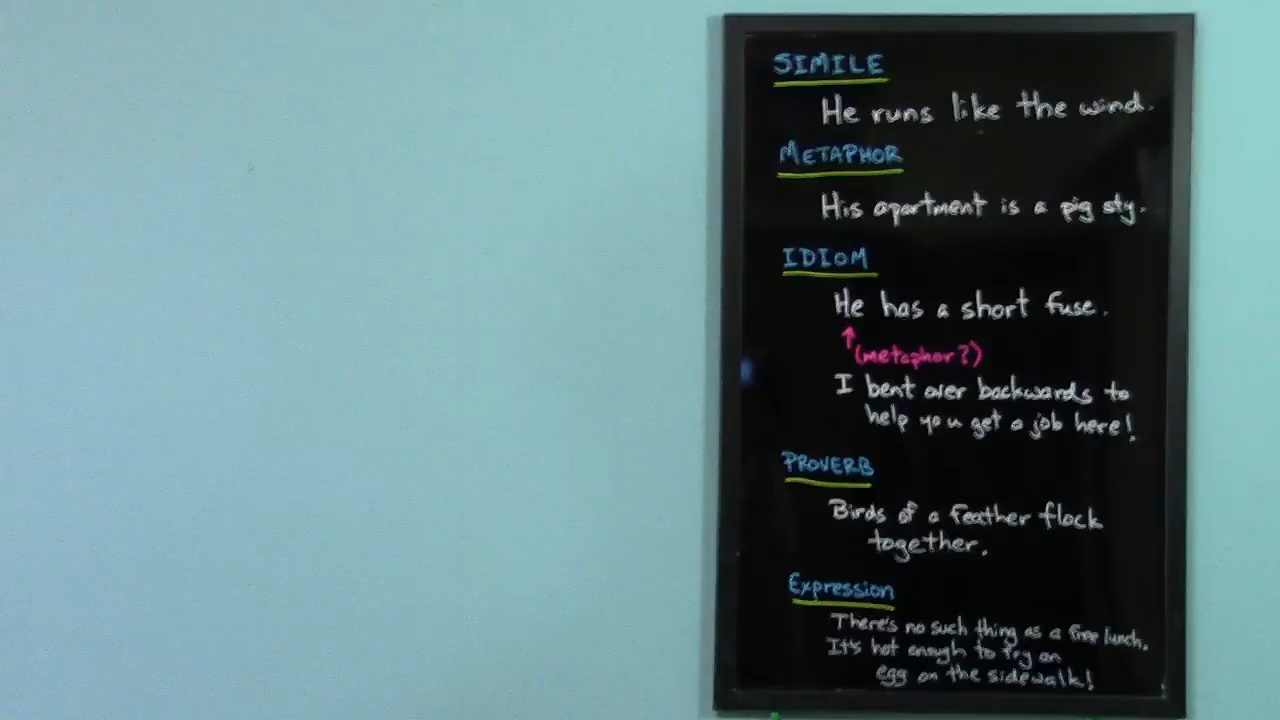 SIMILE
He runs like the wind.
METAPHOR
His apartment is a pig sty.
IDIOM
He has a short fuse.
(metaphor?)
I bent over backwards to
help you get a job here!
PROVERB
Birds of a feather flock
together.
Expression
There's no such thing as a free lunch.
It's hot enough to fry an
egg on the sidewalk!